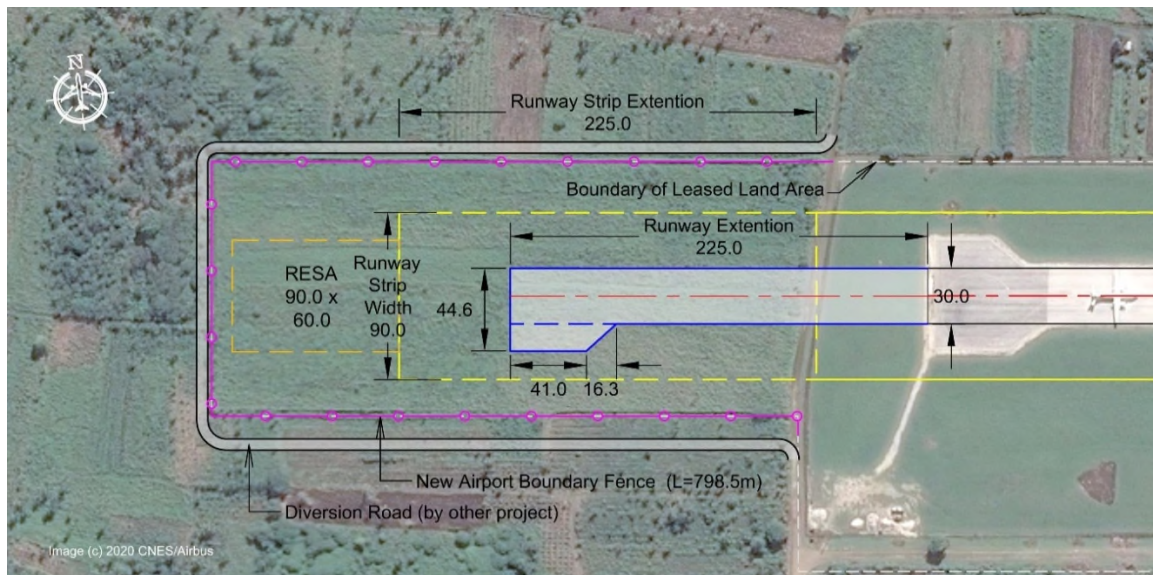 N
Runway Strip Extention
225.0
Boundary of Leased Land Area
Runway Extention
225.0
RESA
90.0 x
60.0
Runway
Strip
Width
90.0
44.6
30.0
41.0
16.3
New Airport Boundary Fence (L=798.5m)
Diversion Road (by other project)
Image (c) 2020 CNES/Airbus